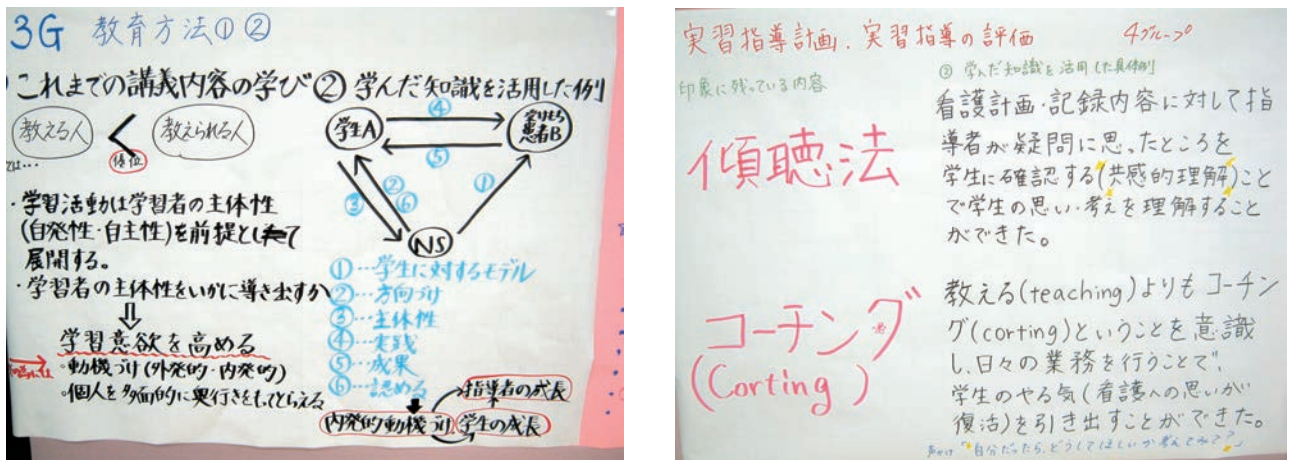 3G 教育方法① ②
これまでの講義内容の学び
教える人 < 教えられる人
優位
では…
・学習活動は学習者の主体性
(自発性・自主性)を前提として
展開する。
・学習者の主体性をいかに導き出すか
⇩
学習意欲を高める
・動機づけ(外発的・内発的)
・個人を多面的に奥行きをもってとらえる
② 学んだ知識を活用した例
学生A
④
⑤
患者B
③
②
⑥
①
NS
①…学生に対するモデル
②…方向づけ
③…主体性
④…実践
⑤…成果
⑥…認める
内発的動機づけ
指導者の成長
学生の成長
実習指導計画、実習指導の評価 4グループ
印象に残っている内容
傾聴法
コーチング
(Corting)
② 学んだ知識を活用した具体例
看護計画・記録内容に対して指
導者が疑問に思ったところを
学生に確認する(共感的理解)こと
で学生の思い・考えを理解すること
ができた。
教える(teaching)よりもコーチン
グ(corting)ということを意識
し、日々の業務を行うことで、
学生のやる気(看護への思いが
復活)を引き出すことができた。
声かけ「自分だったら、どうしてほしいか考えてみて?」